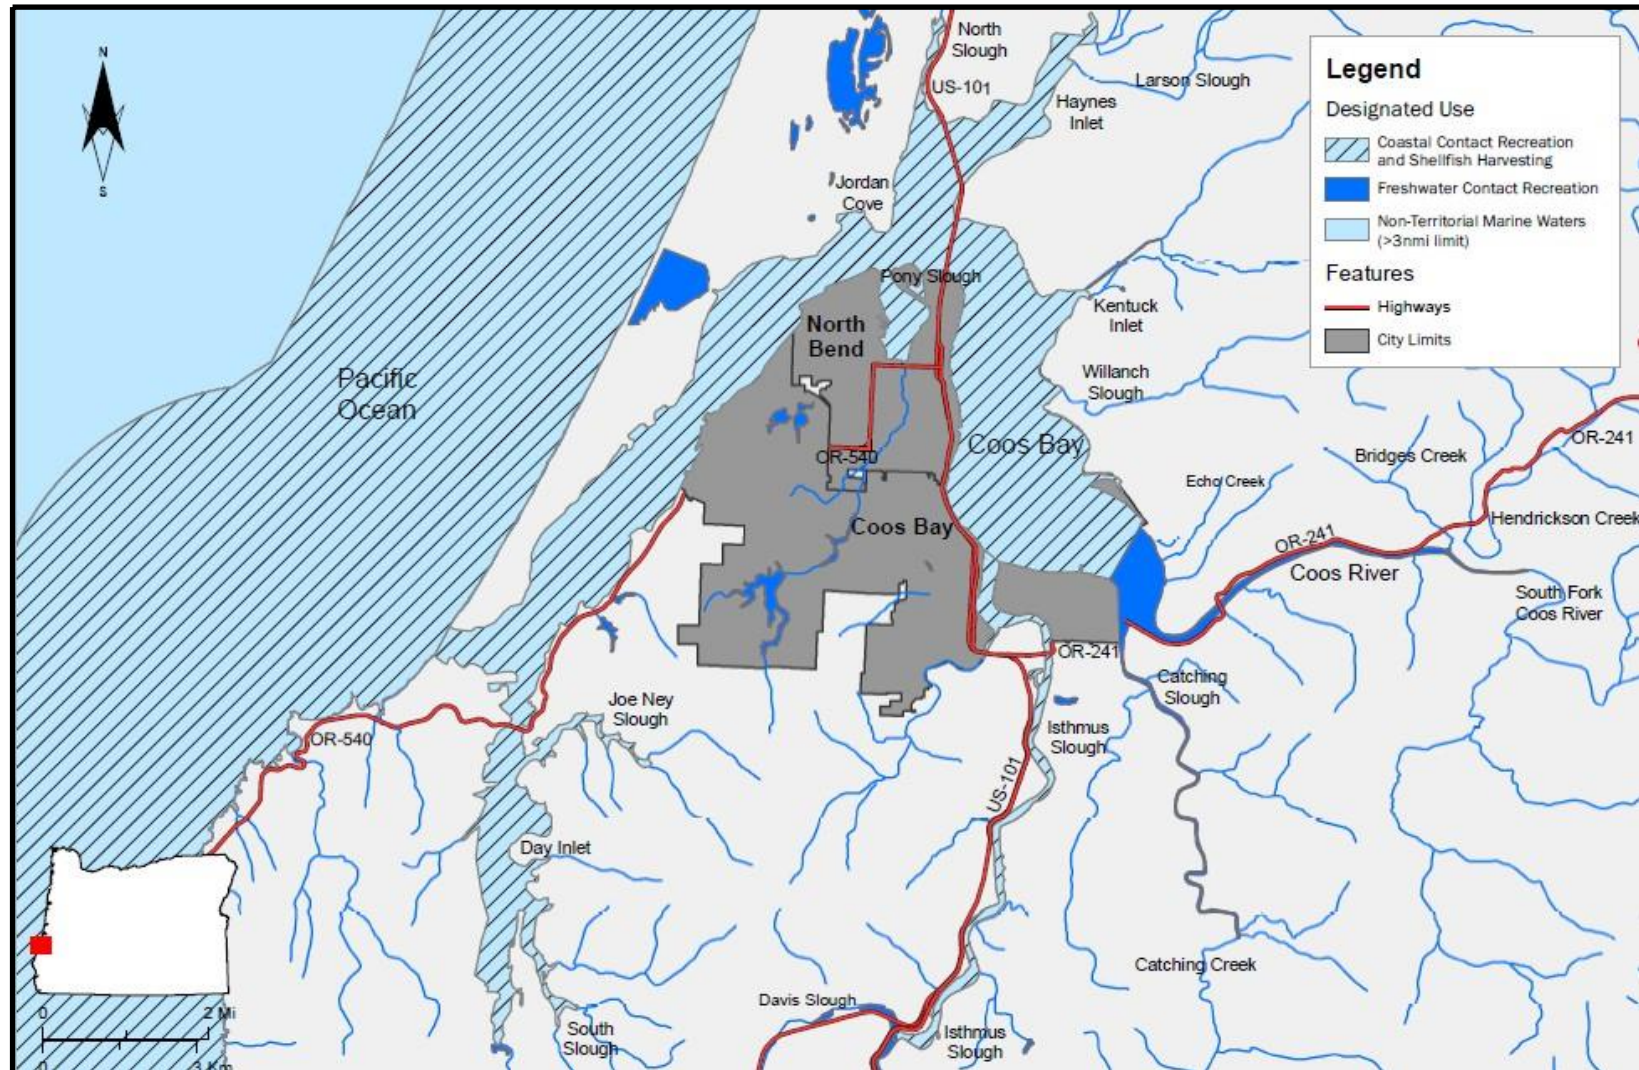 N
S
North
Slough
US-101
Larson Slough
Haynes
Inlet
Legend
Designated Use
Coastal Contact Recreation
and Shellfish Harvesting
Freshwater Contact Recreation
Non-Territorial Marine Waters
(>3nmi limit)
Features
Highways
City Limits
Jordan
Cove
Pony Slough
Kentuck
Inlet
North
Bend
Willanch
Slough
Pacific
Ocean
Coos Bay
OR-540
OR-241
Bridges Creek
Echo Creek
Coos Bay
Hendrickson Creek
OR-241
Coos River
South Fork
Coos River
OR-241
Catching
Slough
Joe Ney
Slough
Isthmus
Slough
OR-540
US-101
Day Inlet
Catching Creek
Davis Slough
South
Slough
Isthmus
Slough
0 2 Mi
0 3 Km